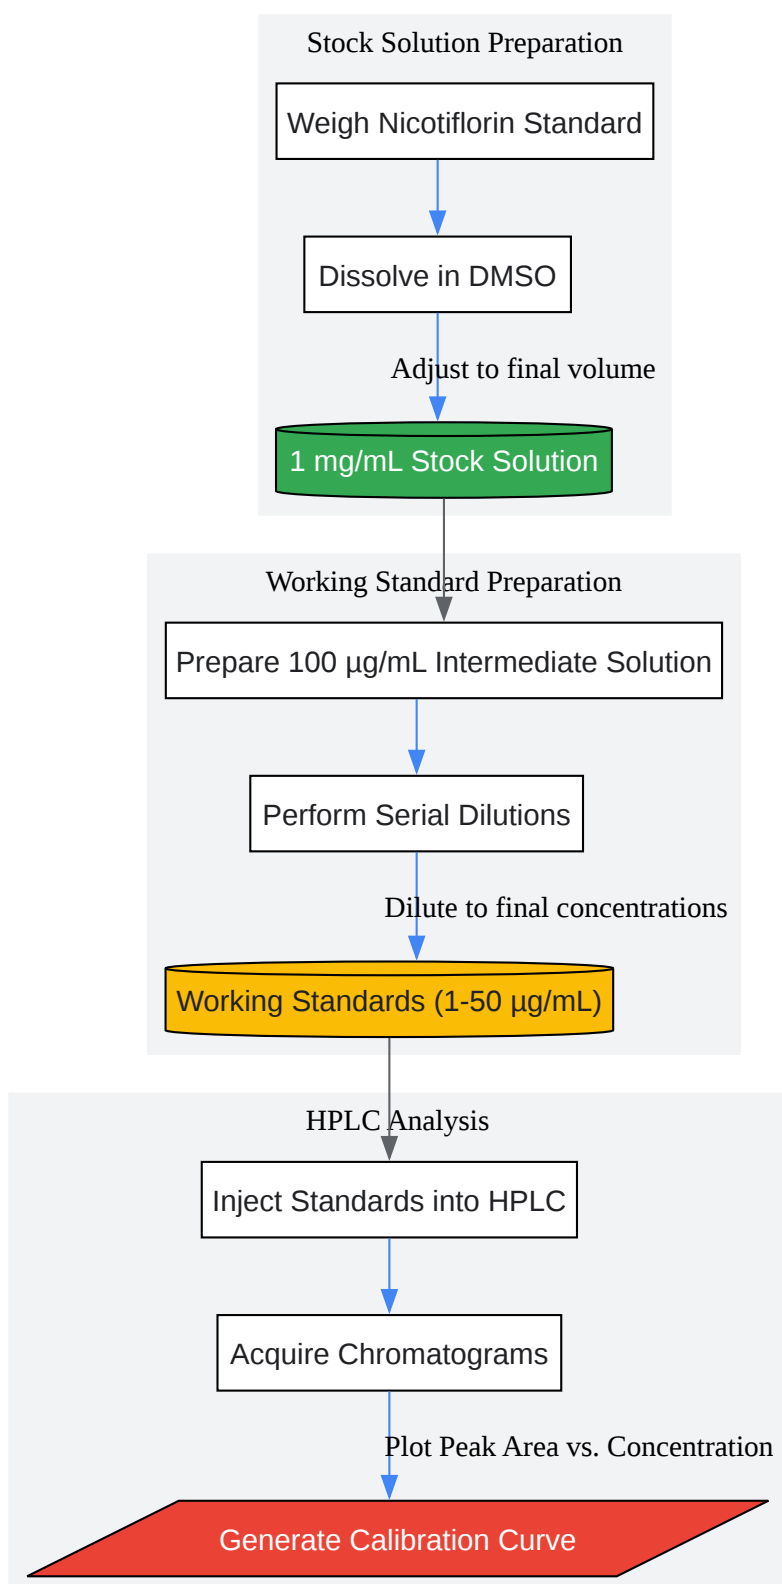 Stock Solution Preparation
Weigh Nicotiflorin Standard
Dissolve in DMSO
Adjust to final volume
1 mg/mL Stock Solution
Working Standard Preparation
Prepare 100 µg/mL Intermediate Solution
Perform Serial Dilutions
Dilute to final concentrations
Working Standards (1-50 µg/mL)
HPLC Analysis
Inject Standards into HPLC
Acquire Chromatograms
Plot Peak Area vs. Concentration
Generate Calibration Curve